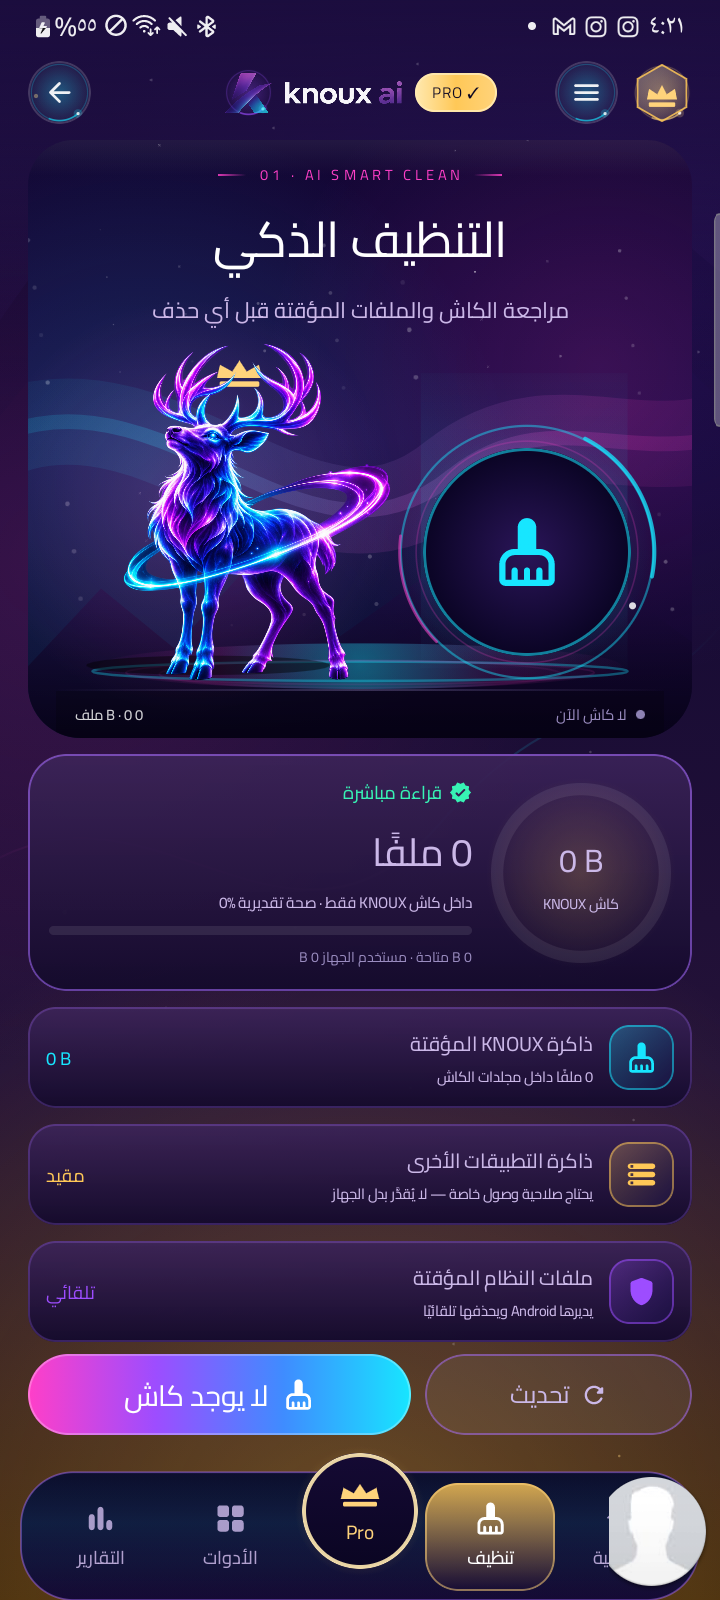 %٥٥
٤:٢١
knoux ai
PRO ✓
01 · AI SMART CLEAN
التنظيف الذكي
مراجعة الكاش والملفات المؤقتة قبل أي حذف
لا كاش الآن
0 B · 0 ملف
0 B
كاش KNOUX
قراءة مباشرة
0 ملفًا
داخل كاش KNOUX فقط · صحة تقديرية 0%
0 B متاحة · مستخدم الجهاز 0 B
ذاكرة KNOUX المؤقتة
0 ملفًا داخل مجلدات الكاش
0 B
ذاكرة التطبيقات الأخرى
يحتاج صلاحية وصول خاصة — لا يُقدَّر بدل الجهاز
مقيد
ملفات النظام المؤقتة
يديرها Android ويحذفها تلقائيًا
تلقائي
تحديث
لا يوجد كاش
تنظيف
Pro
الأدوات
التقارير